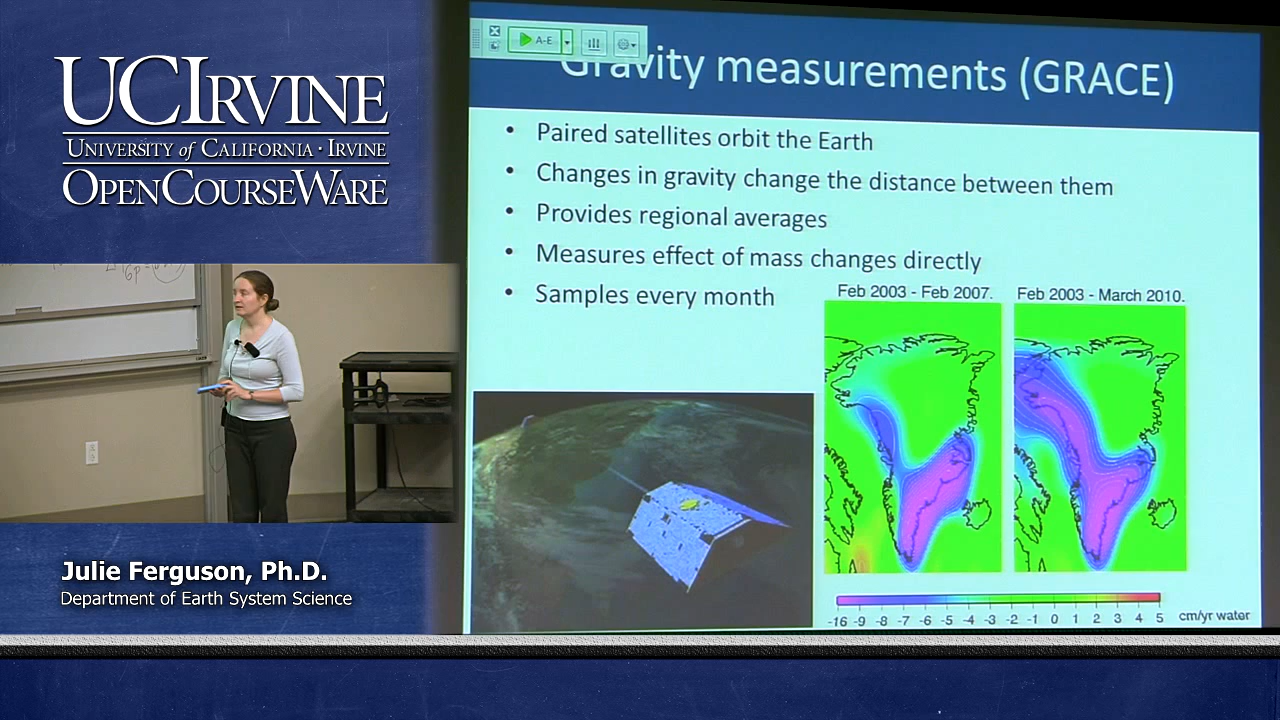 UCIRVINE
UNIVERSITY of CALIFORNIA · IRVINE
OPENCOURSEWARE
Julie Ferguson, Ph.D.
Department of Earth System Science
A-E
Gravity measurements (GRACE)
• Paired satellites orbit the Earth
• Changes in gravity change the distance between them
• Provides regional averages
• Measures effect of mass changes directly
• Samples every month
Feb 2003 - Feb 2007. Feb 2003 - March 2010.
-16 -9 -8 -7 -6 -5 -4 -3 -2 -1 0 1 2 3 4 5 cm/yr water